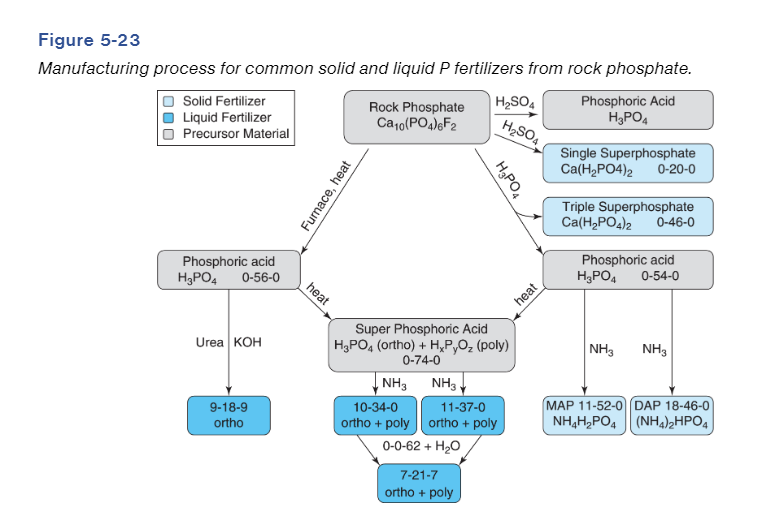 Figure 5-23
Manufacturing process for common solid and liquid P fertilizers from rock phosphate.
Solid Fertilizer
Liquid Fertilizer
Precursor Material
Rock Phosphate
Ca₁₀(PO₄)₆F₂
H₂SO₄
Phosphoric Acid
H₃PO₄
H₂SO₄
Single Superphosphate
Ca(H₂PO4)₂ 0-20-0
H₃PO₄
Triple Superphosphate
Ca(H₂PO₄)₂ 0-46-0
Furnace, heat
Phosphoric acid
H₃PO₄ 0-56-0
Phosphoric acid
H₃PO₄ 0-54-0
heat
heat
Super Phosphoric Acid
H₃PO₄ (ortho) + HₓPᵧO_z (poly)
0-74-0
Urea KOH
NH₃ NH₃
NH₃ NH₃
9-18-9
ortho
10-34-0
ortho + poly
11-37-0
ortho + poly
MAP 11-52-0
NH₄H₂PO₄
DAP 18-46-0
(NH₄)₂HPO₄
0-0-62 + H₂O
7-21-7
ortho + poly